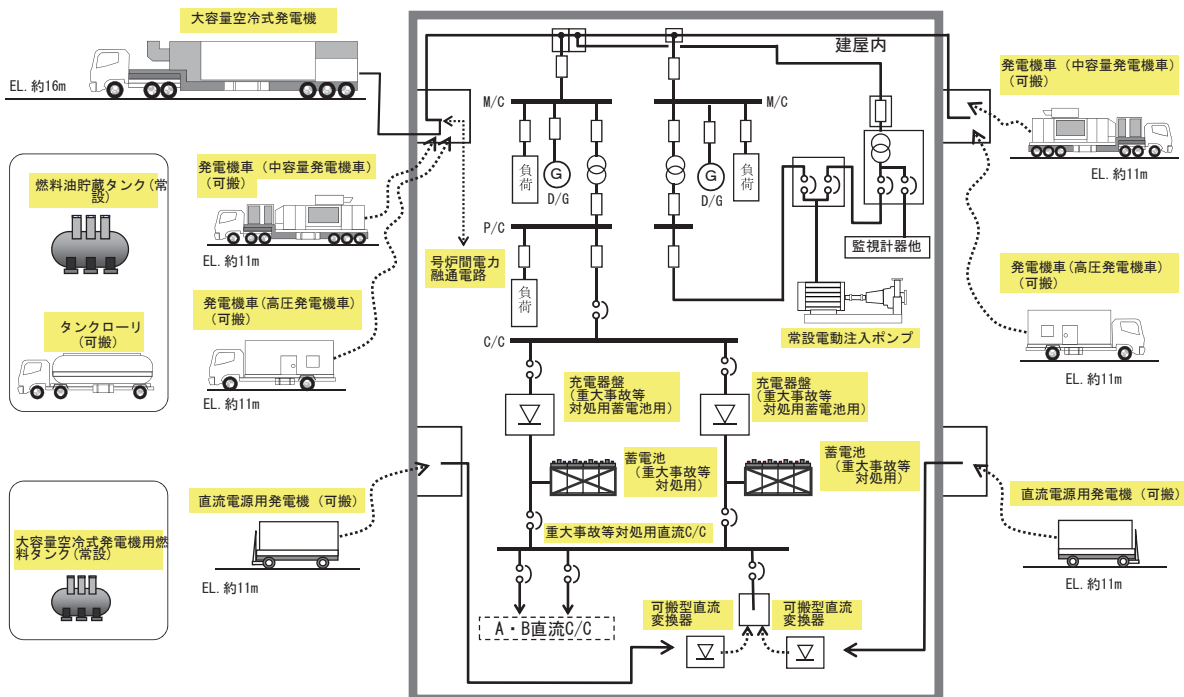 大容量空冷式発電機
EL.約16m
燃料油貯蔵タンク(常
設)
タンクローリ
(可搬)
大容量空冷式発電機用燃
料タンク(常設)
発電機車（中容量発電機車）
(可搬)
EL.約11m
発電機車(高圧発電機車)
（可搬）
EL.約11m
直流電源用発電機（可搬）
EL.約11m
号炉間電力
融通電路
建屋内
M/C
M/C
負荷
G
D/G
G
D/G
負荷
P/C
負荷
監視計器他
常設電動注入ポンプ
C/C
充電器盤
（重大事故等
対処用蓄電池用）
充電器盤
（重大事故等
対処用蓄電池用）
蓄電池
（重大事故等
対処用）
蓄電池
（重大事故等
対処用）
重大事故等対処用直流C/C
A・B直流C/C
可搬型直流
変換器
可搬型直流
変換器
発電機車（中容量発電機車）
（可搬）
EL.約11m
発電機車(高圧発電機車)
（可搬）
EL.約11m
直流電源用発電機（可搬）
EL.約11m